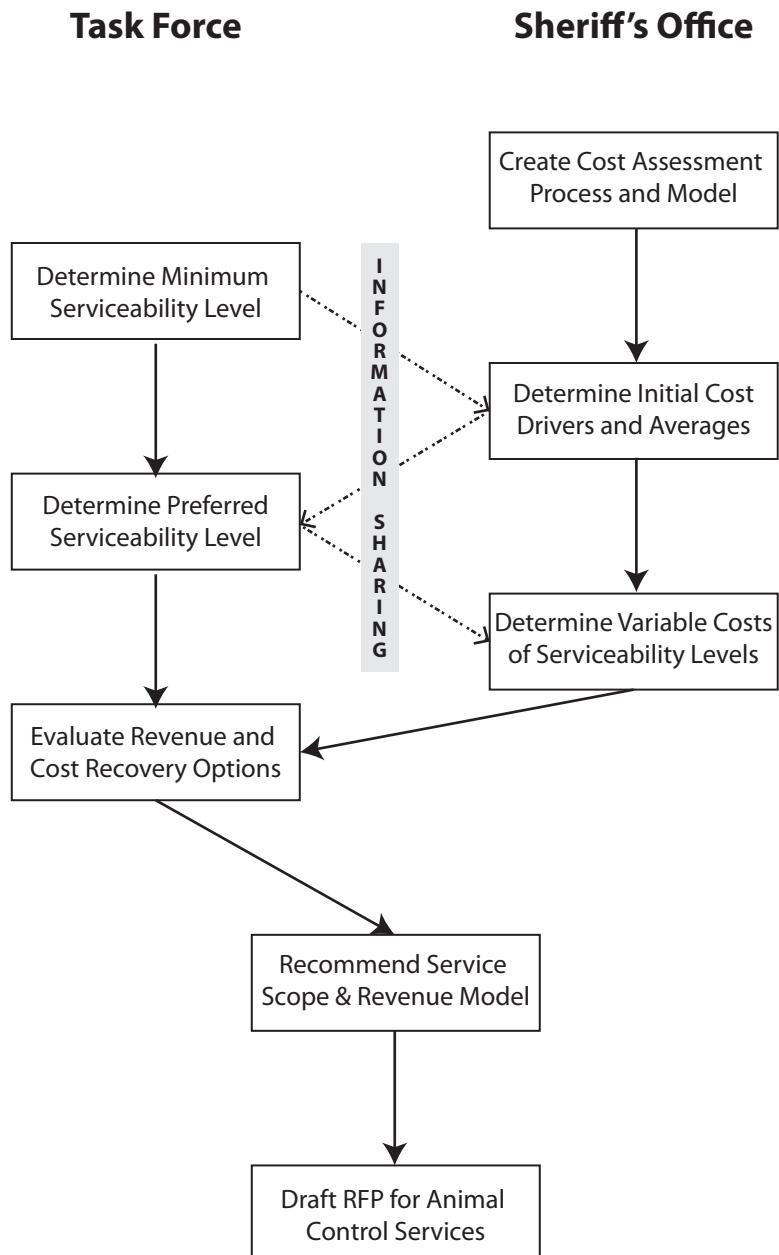 Task Force
Sheriff's Office
Create Cost Assessment
Process and Model
Determine Minimum
Serviceability Level
INFORMATION SHARING
Determine Initial Cost
Drivers and Averages
Determine Preferred
Serviceability Level
Determine Variable Costs
of Serviceability Levels
Evaluate Revenue and
Cost Recovery Options
Recommend Service
Scope & Revenue Model
Draft RFP for Animal
Control Services